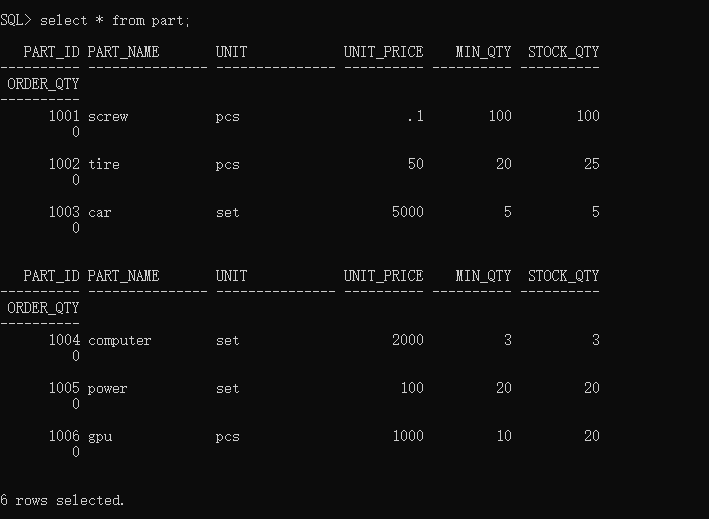 SQL> select * from part;
PART_ID PART_NAME UNIT UNIT_PRICE MIN_QTY STOCK_QTY
---------- --------------- --------------- ---------- ---------- ----------
ORDER_QTY
----------
1001 screw pcs .1 100 100
0
1002 tire pcs 50 20 25
0
1003 car set 5000 5 5
0
PART_ID PART_NAME UNIT UNIT_PRICE MIN_QTY STOCK_QTY
---------- --------------- --------------- ---------- ---------- ----------
ORDER_QTY
----------
1004 computer set 2000 3 3
0
1005 power set 100 20 20
0
1006 gpu pcs 1000 10 20
0
6 rows selected.